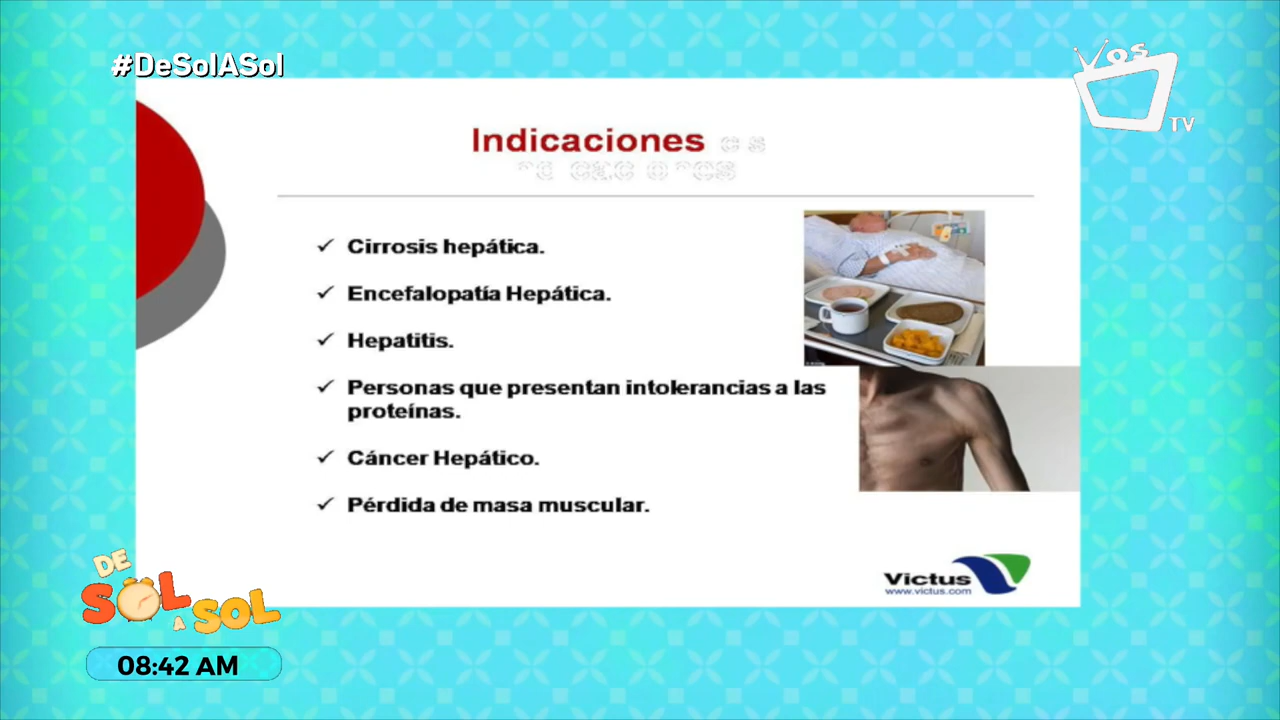 #DeSolASol
VOS
TV
Indicaciones
Cirrosis hepática.
Encefalopatía Hepática.
Hepatitis.
Personas que presentan intolerancias a las
proteínas.
Cáncer Hepático.
Pérdida de masa muscular.
Victus
www.victus.com
DE
SOL
A
SOL
08:42 AM